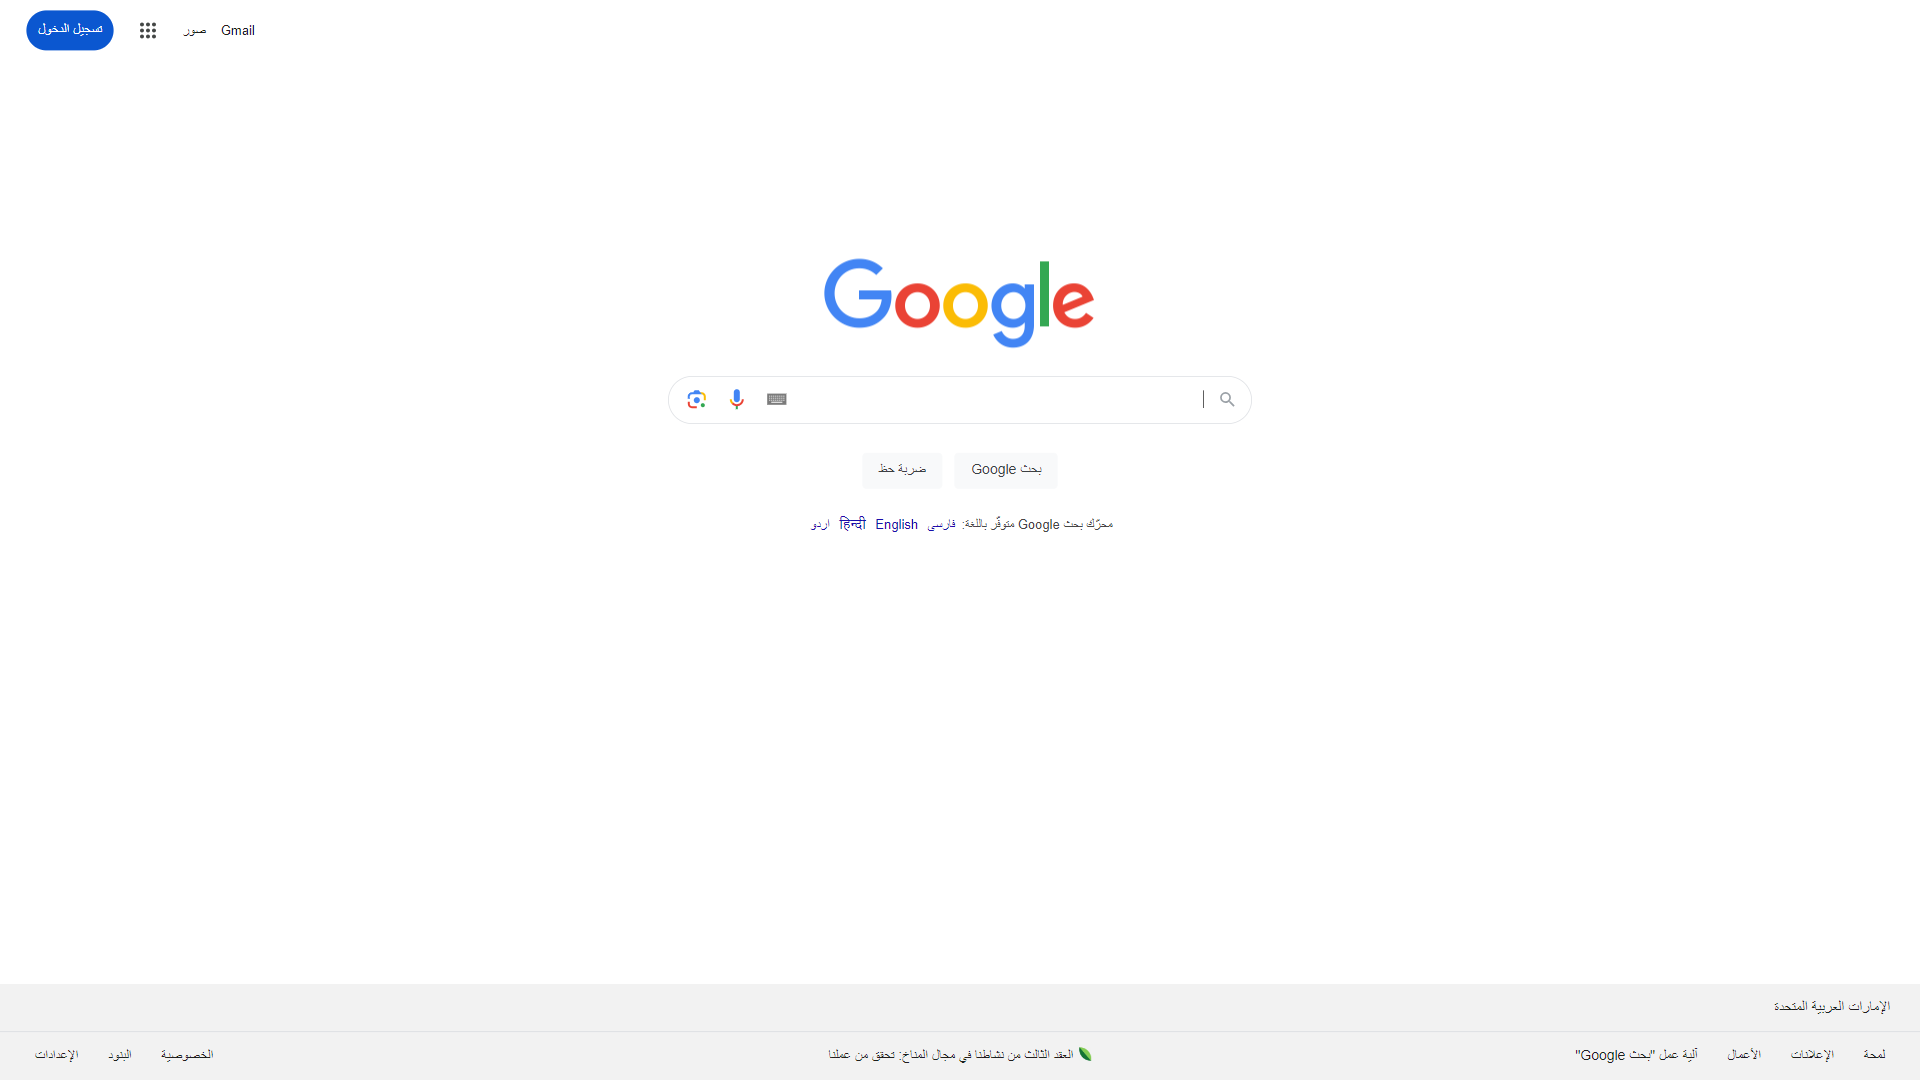 Gmail صور تسجيل الدخول
Google
بحث Google ضربة حظ
محرّك بحث Google متوفّر باللغة: فارسی English हिन्दी اردو
الإمارات العربية المتحدة
لمحة الإعلانات الأعمال آلية عمل "بحث Google" العقد الثالث من نشاطنا في مجال المناخ: تحقق من عملنا الخصوصية البنود الإعدادات